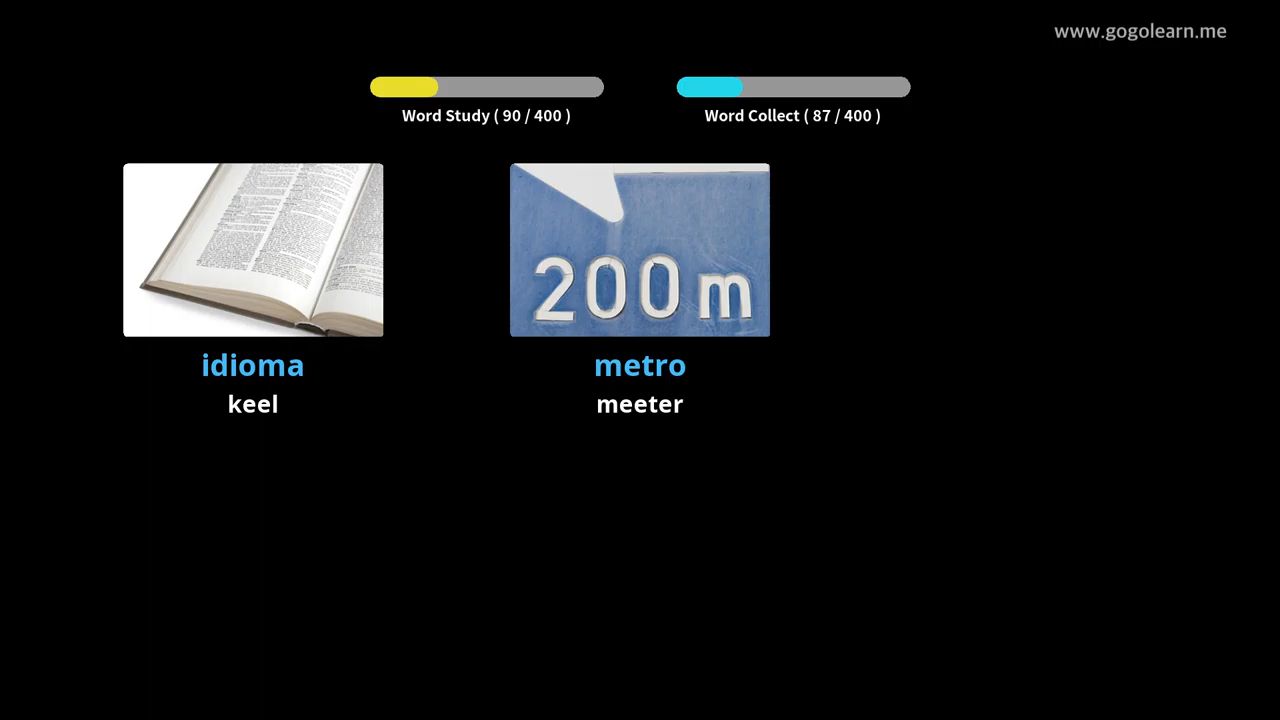 www.gogolearn.me
Word Study ( 90 / 400 )
Word Collect ( 87 / 400 )
200 m
idioma
metro
keel
meeter